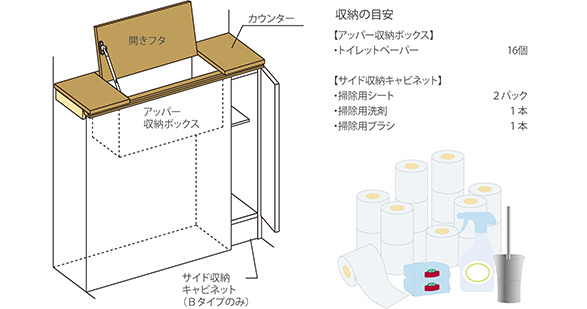 開きフタ
カウンター
アッパー
収納ボックス
サイド収納
キャビネット
（Bタイプのみ）
収納の目安
【アッパー収納ボックス】
・トイレットペーパー 16個
【サイド収納キャビネット】
・掃除用シート 2パック
・掃除用洗剤 1本
・掃除用ブラシ 1本